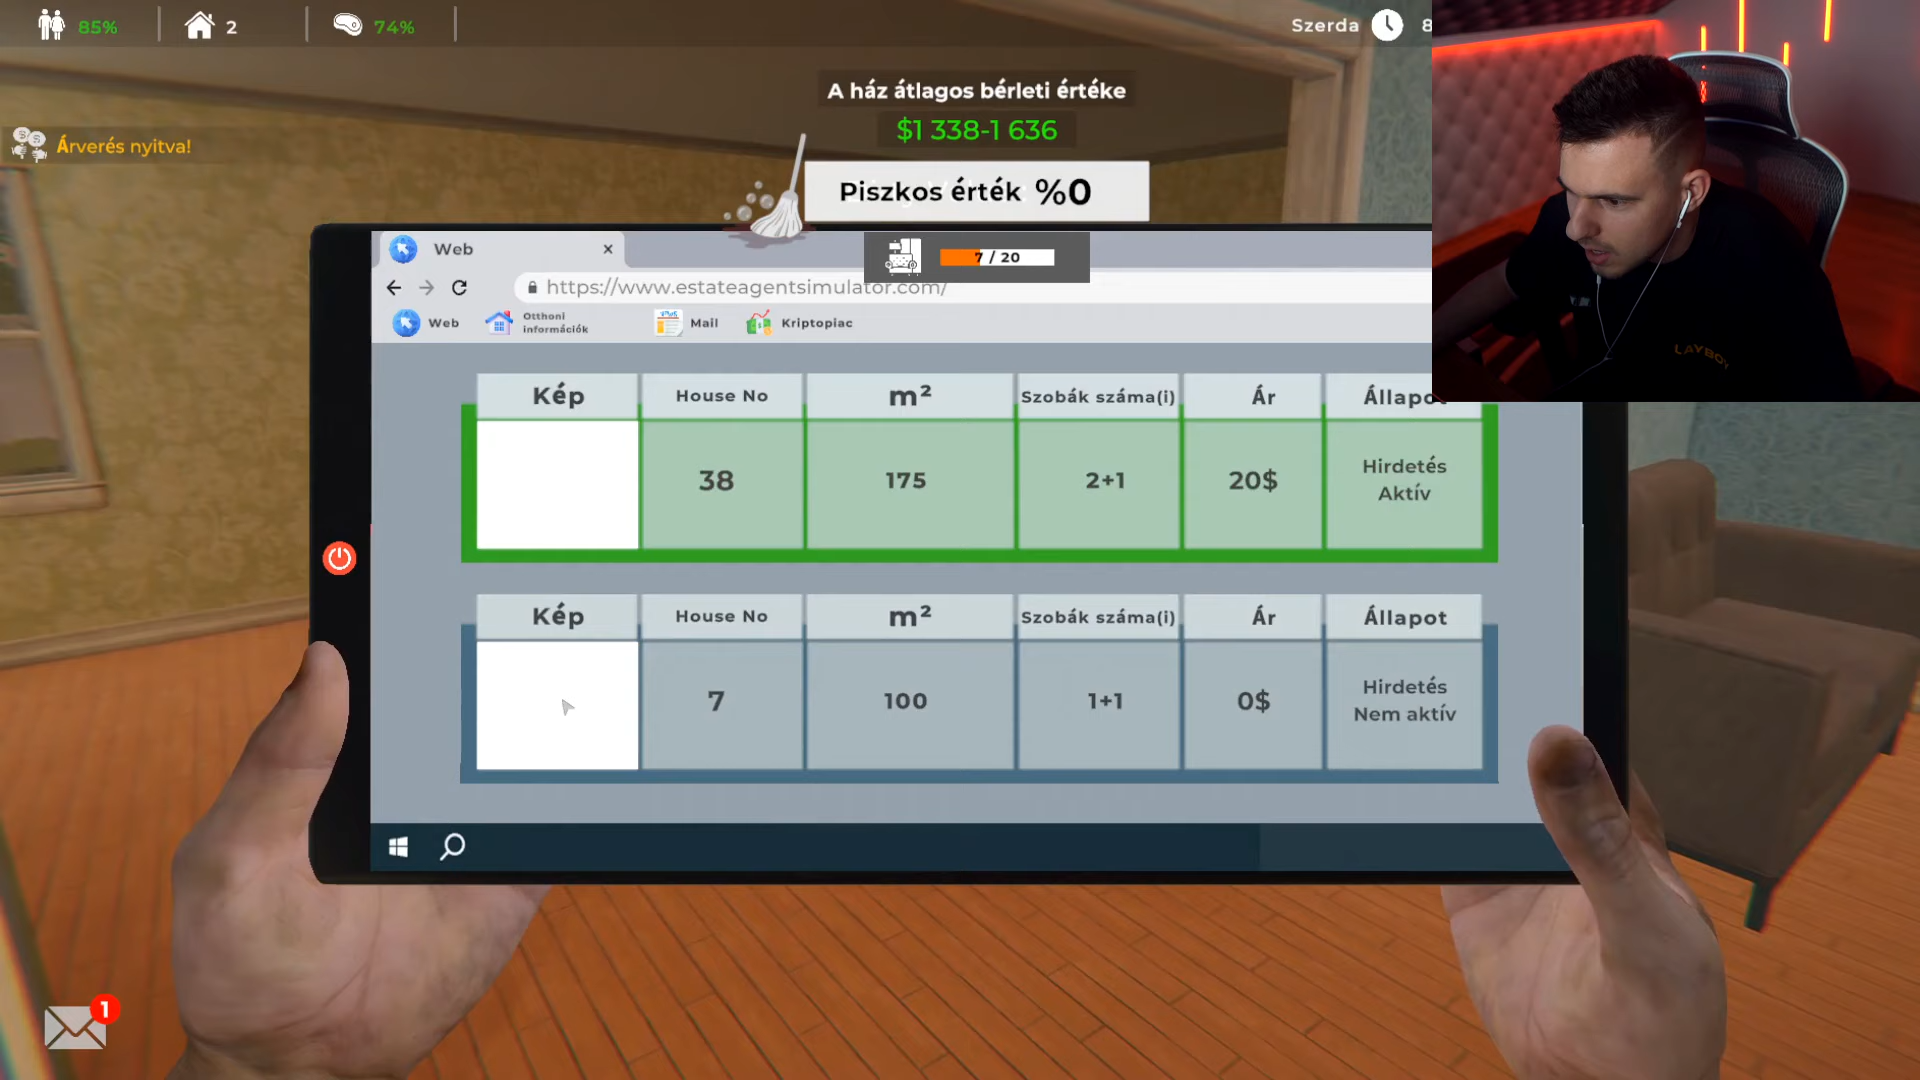 85%
2
74%
Szerda
8
A ház átlagos bérleti értéke
$1 338-1 636
Árverés nyitva!
Piszkos érték %0
Web
7 / 20
https://www.estateagentsimulator.com/
Web
Otthoni
információk
Mail
Kriptopiac
Kép House No m² Szobák száma(i) Ár Állapot
38 175 2+1 20$ Hirdetés
Aktív
Kép House No m² Szobák száma(i) Ár Állapot
7 100 1+1 0$ Hirdetés
Nem aktív
1